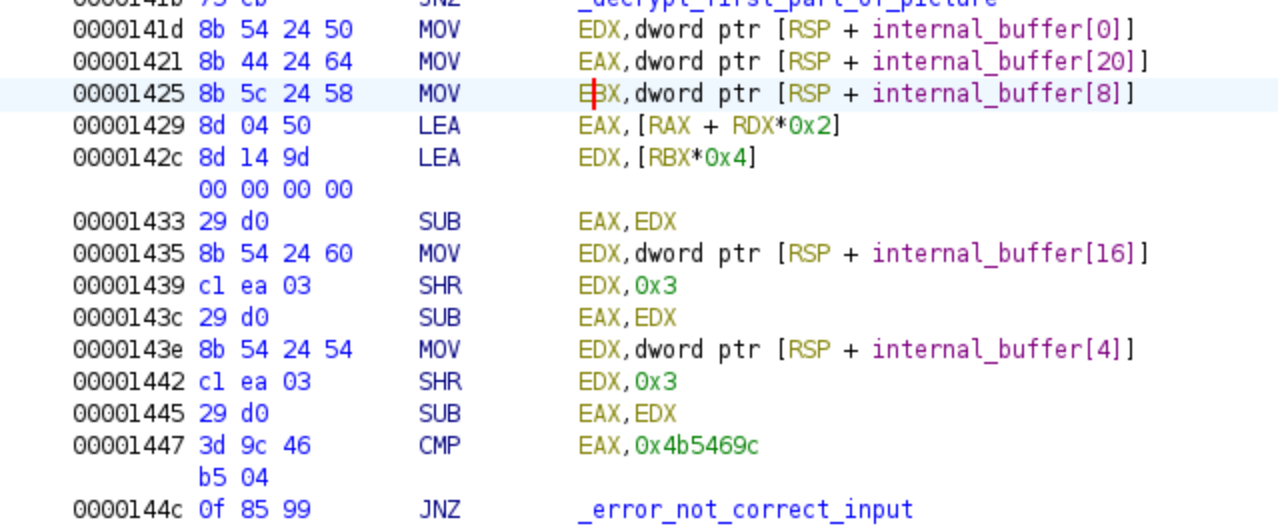 0000141b 75 cb JNZ _decrypt_first_part_of_picture
0000141d 8b 54 24 50 MOV EDX,dword ptr [RSP + internal_buffer[0]]
00001421 8b 44 24 64 MOV EAX,dword ptr [RSP + internal_buffer[20]]
00001425 8b 5c 24 58 MOV EBX,dword ptr [RSP + internal_buffer[8]]
00001429 8d 04 50 LEA EAX,[RAX + RDX*0x2]
0000142c 8d 14 9d LEA EDX,[RBX*0x4]
00 00 00 00
00001433 29 d0 SUB EAX,EDX
00001435 8b 54 24 60 MOV EDX,dword ptr [RSP + internal_buffer[16]]
00001439 c1 ea 03 SHR EDX,0x3
0000143c 29 d0 SUB EAX,EDX
0000143e 8b 54 24 54 MOV EDX,dword ptr [RSP + internal_buffer[4]]
00001442 c1 ea 03 SHR EDX,0x3
00001445 29 d0 SUB EAX,EDX
00001447 3d 9c 46 CMP EAX,0x4b5469c
b5 04
0000144c 0f 85 99 JNZ _error_not_correct_input